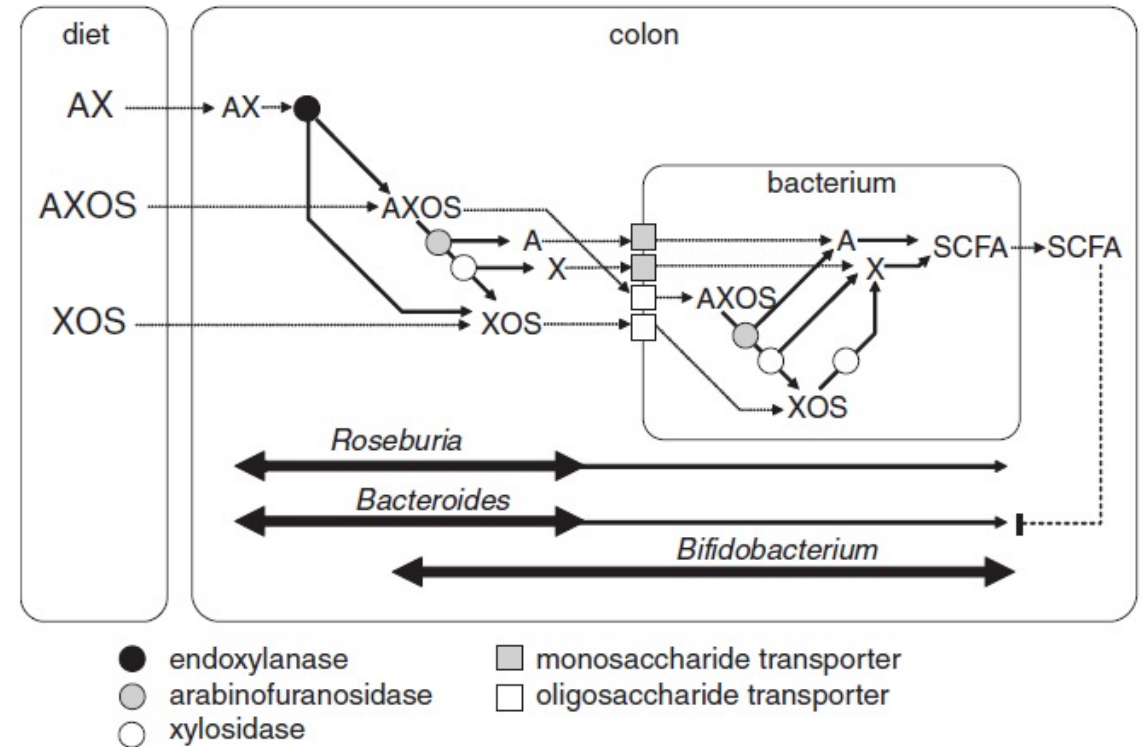 diet
colon
AX
AX
AXOS
AXOS
XOS
XOS
A
X
bacterium
A
X
SCFA
SCFA
AXOS
XOS
Roseburia
Bacteroides
Bifidobacterium
endoxylanase
arabinofuranosidase
xylosidase
monosaccharide transporter
oligosaccharide transporter